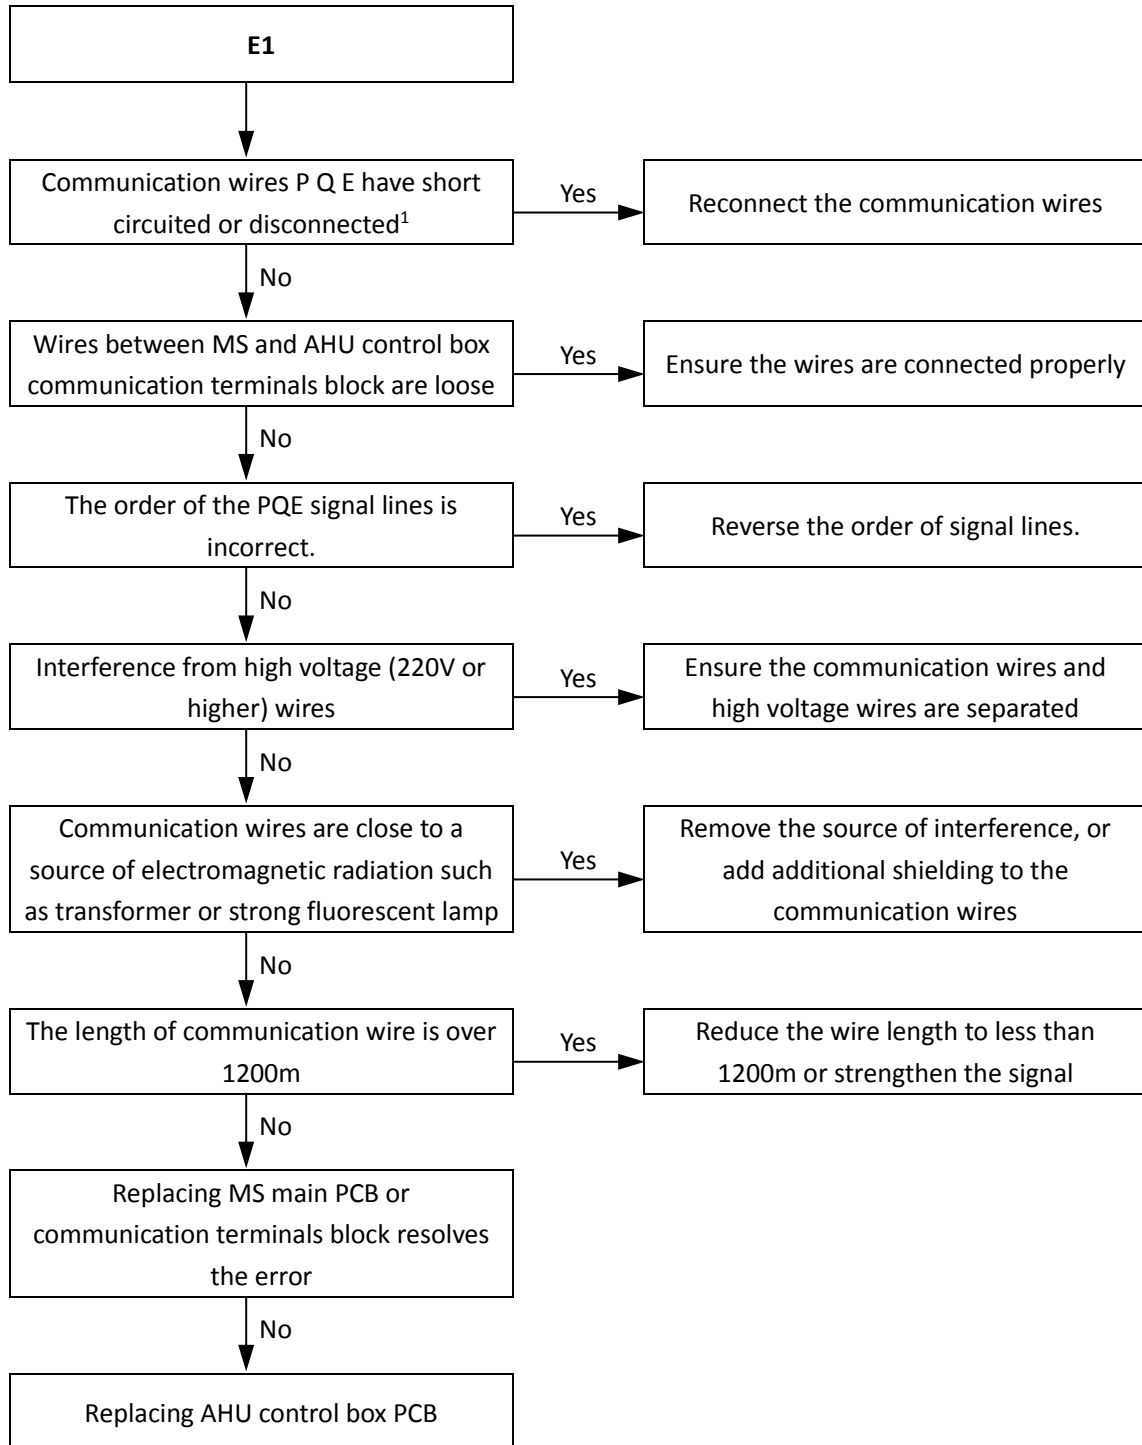 E1
Communication wires P Q E have short
circuited or disconnected¹
Yes
Reconnect the communication wires
No
Wires between MS and AHU control box
communication terminals block are loose
Yes
Ensure the wires are connected properly
No
The order of the PQE signal lines is
incorrect.
Yes
Reverse the order of signal lines.
No
Interference from high voltage (220V or
higher) wires
Yes
Ensure the communication wires and
high voltage wires are separated
No
Communication wires are close to a
source of electromagnetic radiation such
as transformer or strong fluorescent lamp
Yes
Remove the source of interference, or
add additional shielding to the
communication wires
No
The length of communication wire is over
1200m
Yes
Reduce the wire length to less than
1200m or strengthen the signal
No
Replacing MS main PCB or
communication terminals block resolves
the error
No
Replacing AHU control box PCB